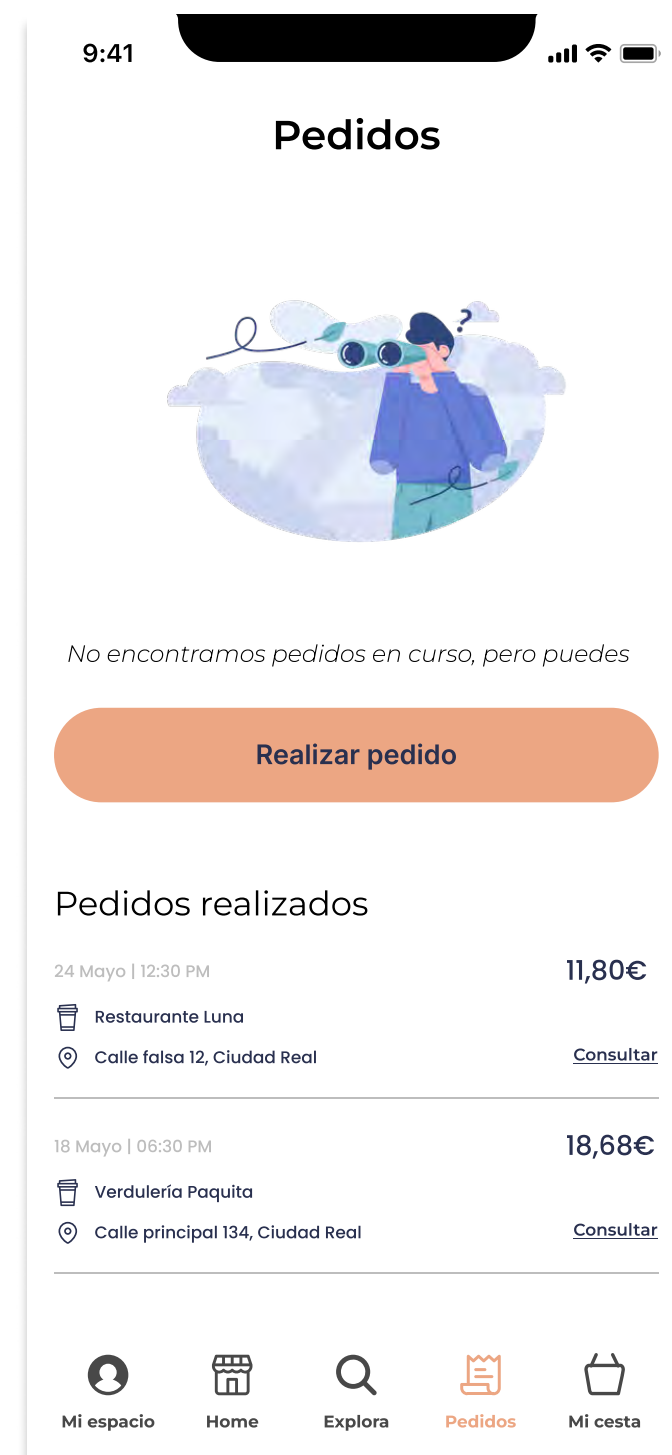 9:41
Pedidos
?
No encontramos pedidos en curso, pero puedes
Realizar pedido
Pedidos realizados
24 Mayo | 12:30 PM
11,80€
Restaurante Luna
Calle falsa 12, Ciudad Real
Consultar
18 Mayo | 06:30 PM
18,68€
Verdulería Paquita
Calle principal 134, Ciudad Real
Consultar
Mi espacio
Home
Explora
Pedidos
Mi cesta